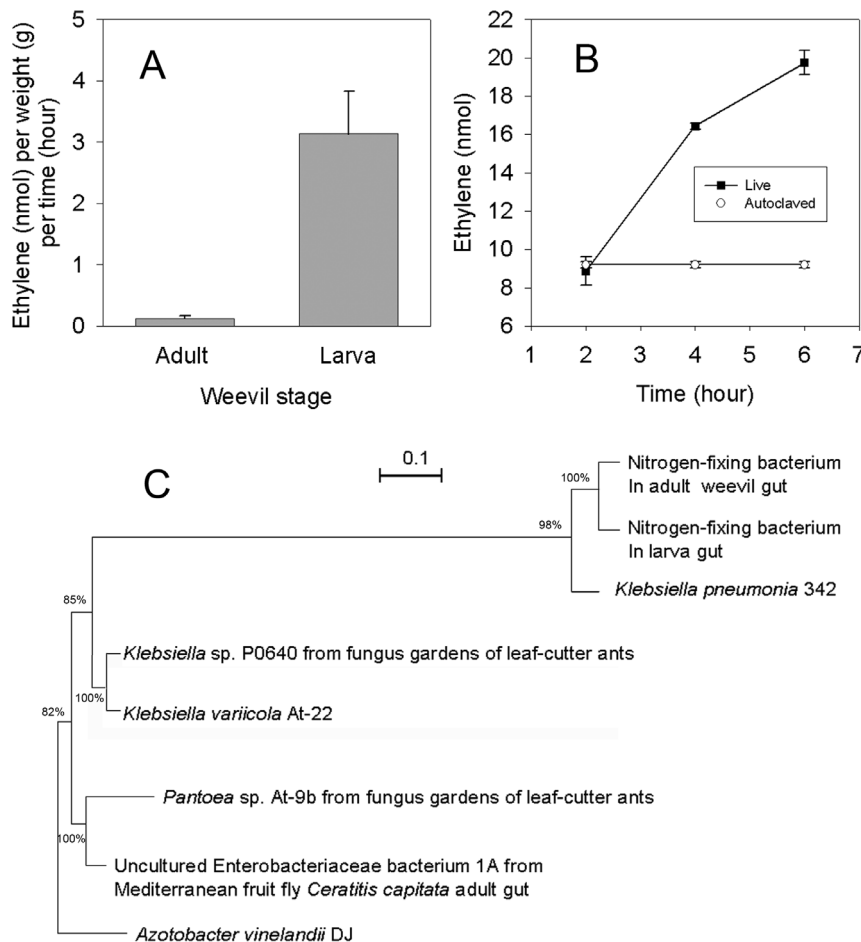 A
Ethylene (nmol) per weight (g)
per time (hour)
5
4
3
2
1
0
Adult Larva
Weevil stage
B
Ethylene (nmol)
22
20
18
16
14
12
10
8
6
Live
Autoclaved
1 2 3 4 5 6 7
Time (hour)
C
0.1
Nitrogen-fixing bacterium
In adult weevil gut
100%
98%
Nitrogen-fixing bacterium
In larva gut
Klebsiella pneumonia 342
85%
Klebsiella sp. P0640 from fungus gardens of leaf-cutter ants
100%
Klebsiella variicola At-22
82%
Pantoea sp. At-9b from fungus gardens of leaf-cutter ants
100%
Uncultured Enterobacteriaceae bacterium 1A from
Mediterranean fruit fly Ceratitis capitata adult gut
Azotobacter vinelandii DJ